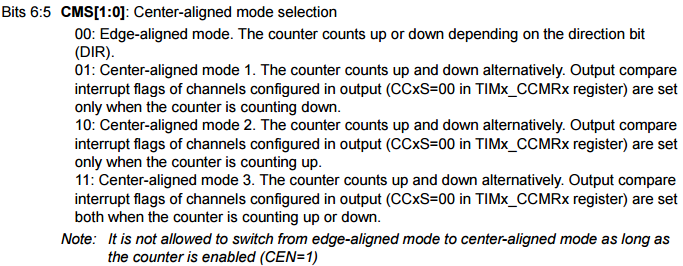 Bits 6:5 CMS[1:0]: Center-aligned mode selection
00: Edge-aligned mode. The counter counts up or down depending on the direction bit
(DIR).
01: Center-aligned mode 1. The counter counts up and down alternatively. Output compare
interrupt flags of channels configured in output (CCxS=00 in TIMx_CCMRx register) are set
only when the counter is counting down.
10: Center-aligned mode 2. The counter counts up and down alternatively. Output compare
interrupt flags of channels configured in output (CCxS=00 in TIMx_CCMRx register) are set
only when the counter is counting up.
11: Center-aligned mode 3. The counter counts up and down alternatively. Output compare
interrupt flags of channels configured in output (CCxS=00 in TIMx_CCMRx register) are set
both when the counter is counting up or down.
Note: It is not allowed to switch from edge-aligned mode to center-aligned mode as long as
the counter is enabled (CEN=1)